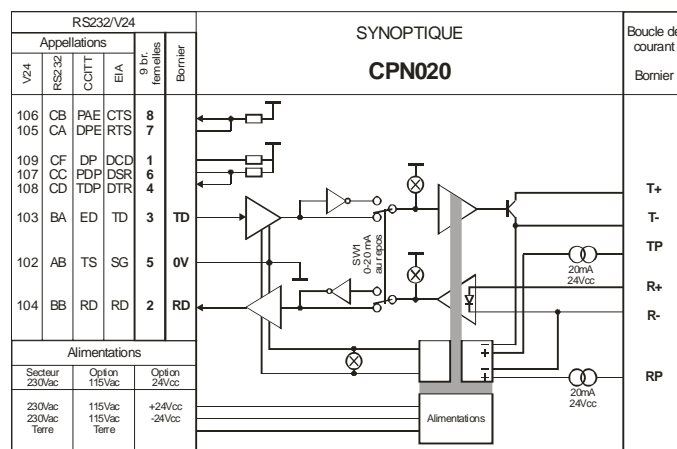 RS232/V24
SYNOPTIQUE
CPN020
Boucle de
courant
Bornier
Appellations
V24
RS232
CCITT
EIA
9 br.
femelles
Bornier
106 CB PAE CTS 8
105 CA DPE RTS 7
109 CF DP DCD 1
107 CC PDP DSR 6
108 CD TDP DTR 4
103 BA ED TD 3 TD
102 AB TS SG 5 0V
104 BB RD RD 2 RD
SW1
0-20 mA
au repos
T+
T-
TP
20mA
24Vcc
R+
R-
RP
20mA
24Vcc
- +
- +
Alimentations
Secteur
230Vac
Option
115Vac
Option
24Vcc
230Vac 115Vac +24Vcc
230Vac 115Vac -24Vcc
Terre Terre
Alimentations